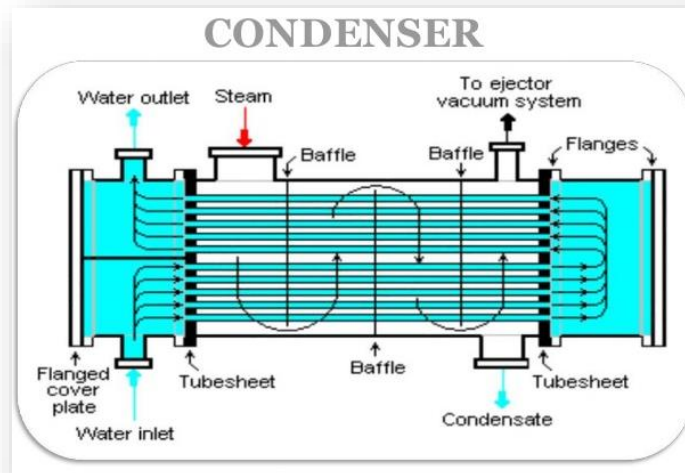 CONDENSER
Water outlet
Steam
To ejector
vacuum system
Baffle
Baffle
Flanges
Flanged
cover
plate
Tubesheet
Baffle
Tubesheet
Water inlet
Condensate